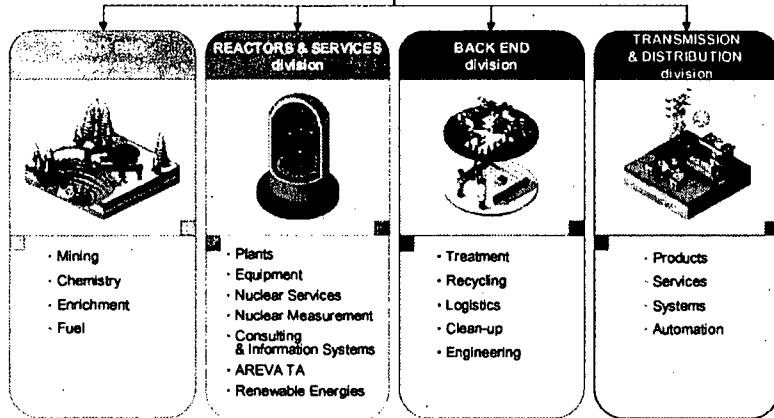 REACTORS & SERVICES
division
· Mining
· Chemistry
· Enrichment
· Fuel
· Plants
· Equipment
· Nuclear Services
· Nuclear Measurement
· Consulting
& Information Systems
· AREVA TA
· Renewable Energies
BACK END
division
· Treatment
· Recycling
· Logistics
· Clean-up
· Engineering
TRANSMISSION
& DISTRIBUTION
division
· Products
· Services
· Systems
· Automation